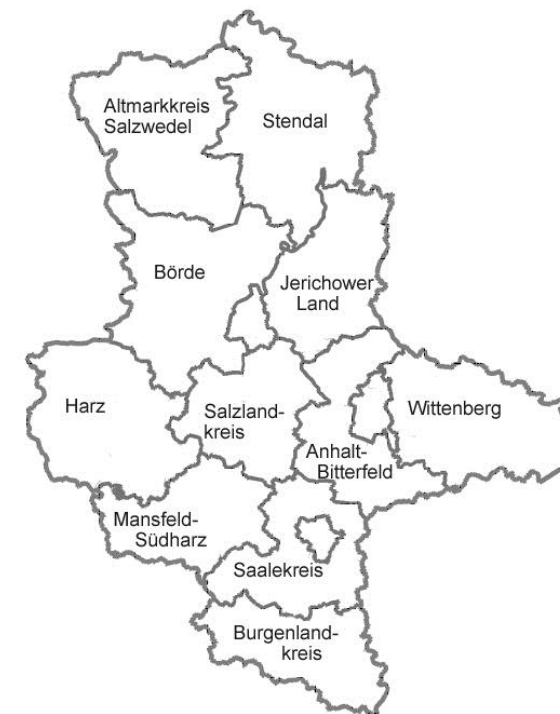 Altmarkkreis
Salzwedel
Stendal
Börde
Jerichower
Land
Harz
Salzland-
kreis
Wittenberg
Anhalt-
Bitterfeld
Mansfeld-
Südharz
Saalekreis
Burgenland-
kreis